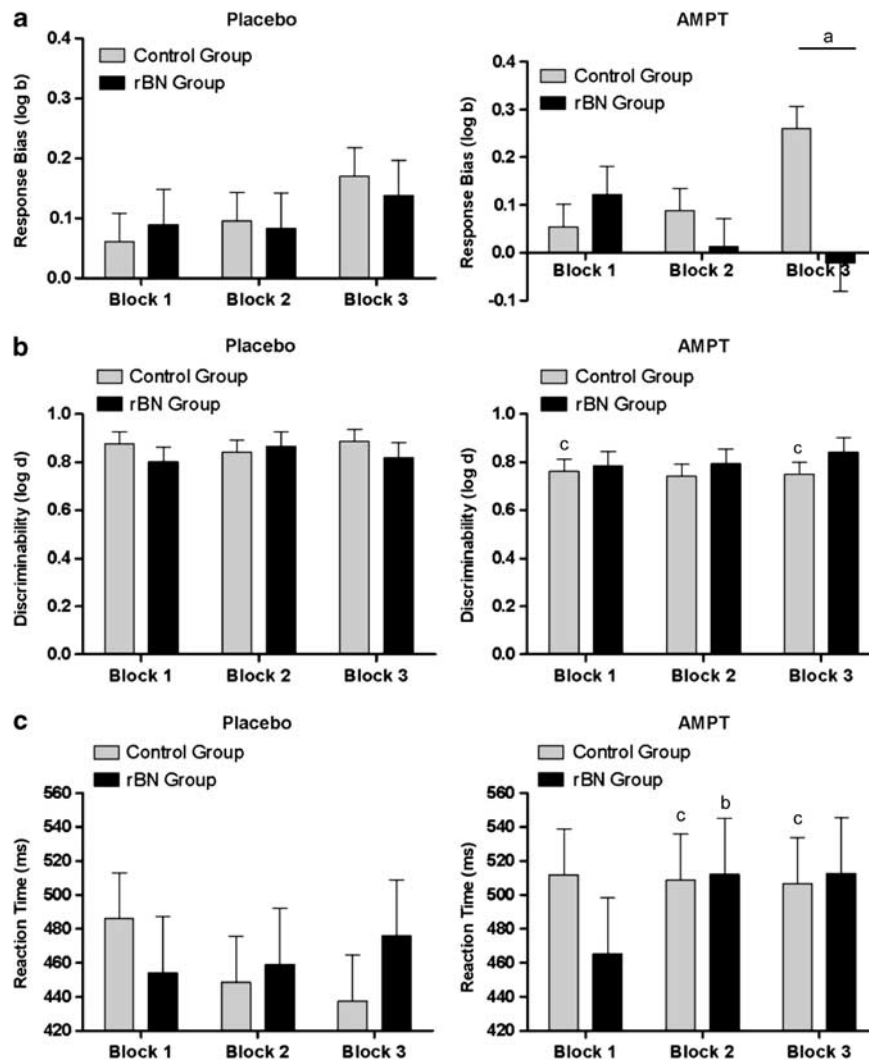 a
Placebo
Control Group
rBN Group
Response Bias (log b)
0.4
0.3
0.2
0.1
0.0
Block 1 Block 2 Block 3
AMPT
Control Group
rBN Group
a
Response Bias (log b)
0.4
0.3
0.2
0.1
0.0
-0.1
Block 1 Block 2 Block 3
b
Placebo
Control Group
rBN Group
Discriminability (log d)
1.0
0.8
0.6
0.4
0.2
0.0
Block 1 Block 2 Block 3
AMPT
Control Group
rBN Group
c c
Discriminability (log d)
1.0
0.8
0.6
0.4
0.2
0.0
Block 1 Block 2 Block 3
c
Placebo
Control Group
rBN Group
Reaction Time (ms)
560
540
520
500
480
460
440
420
Block 1 Block 2 Block 3
AMPT
Control Group
rBN Group
c b c
Reaction Time (ms)
560
540
520
500
480
460
440
420
Block 1 Block 2 Block 3